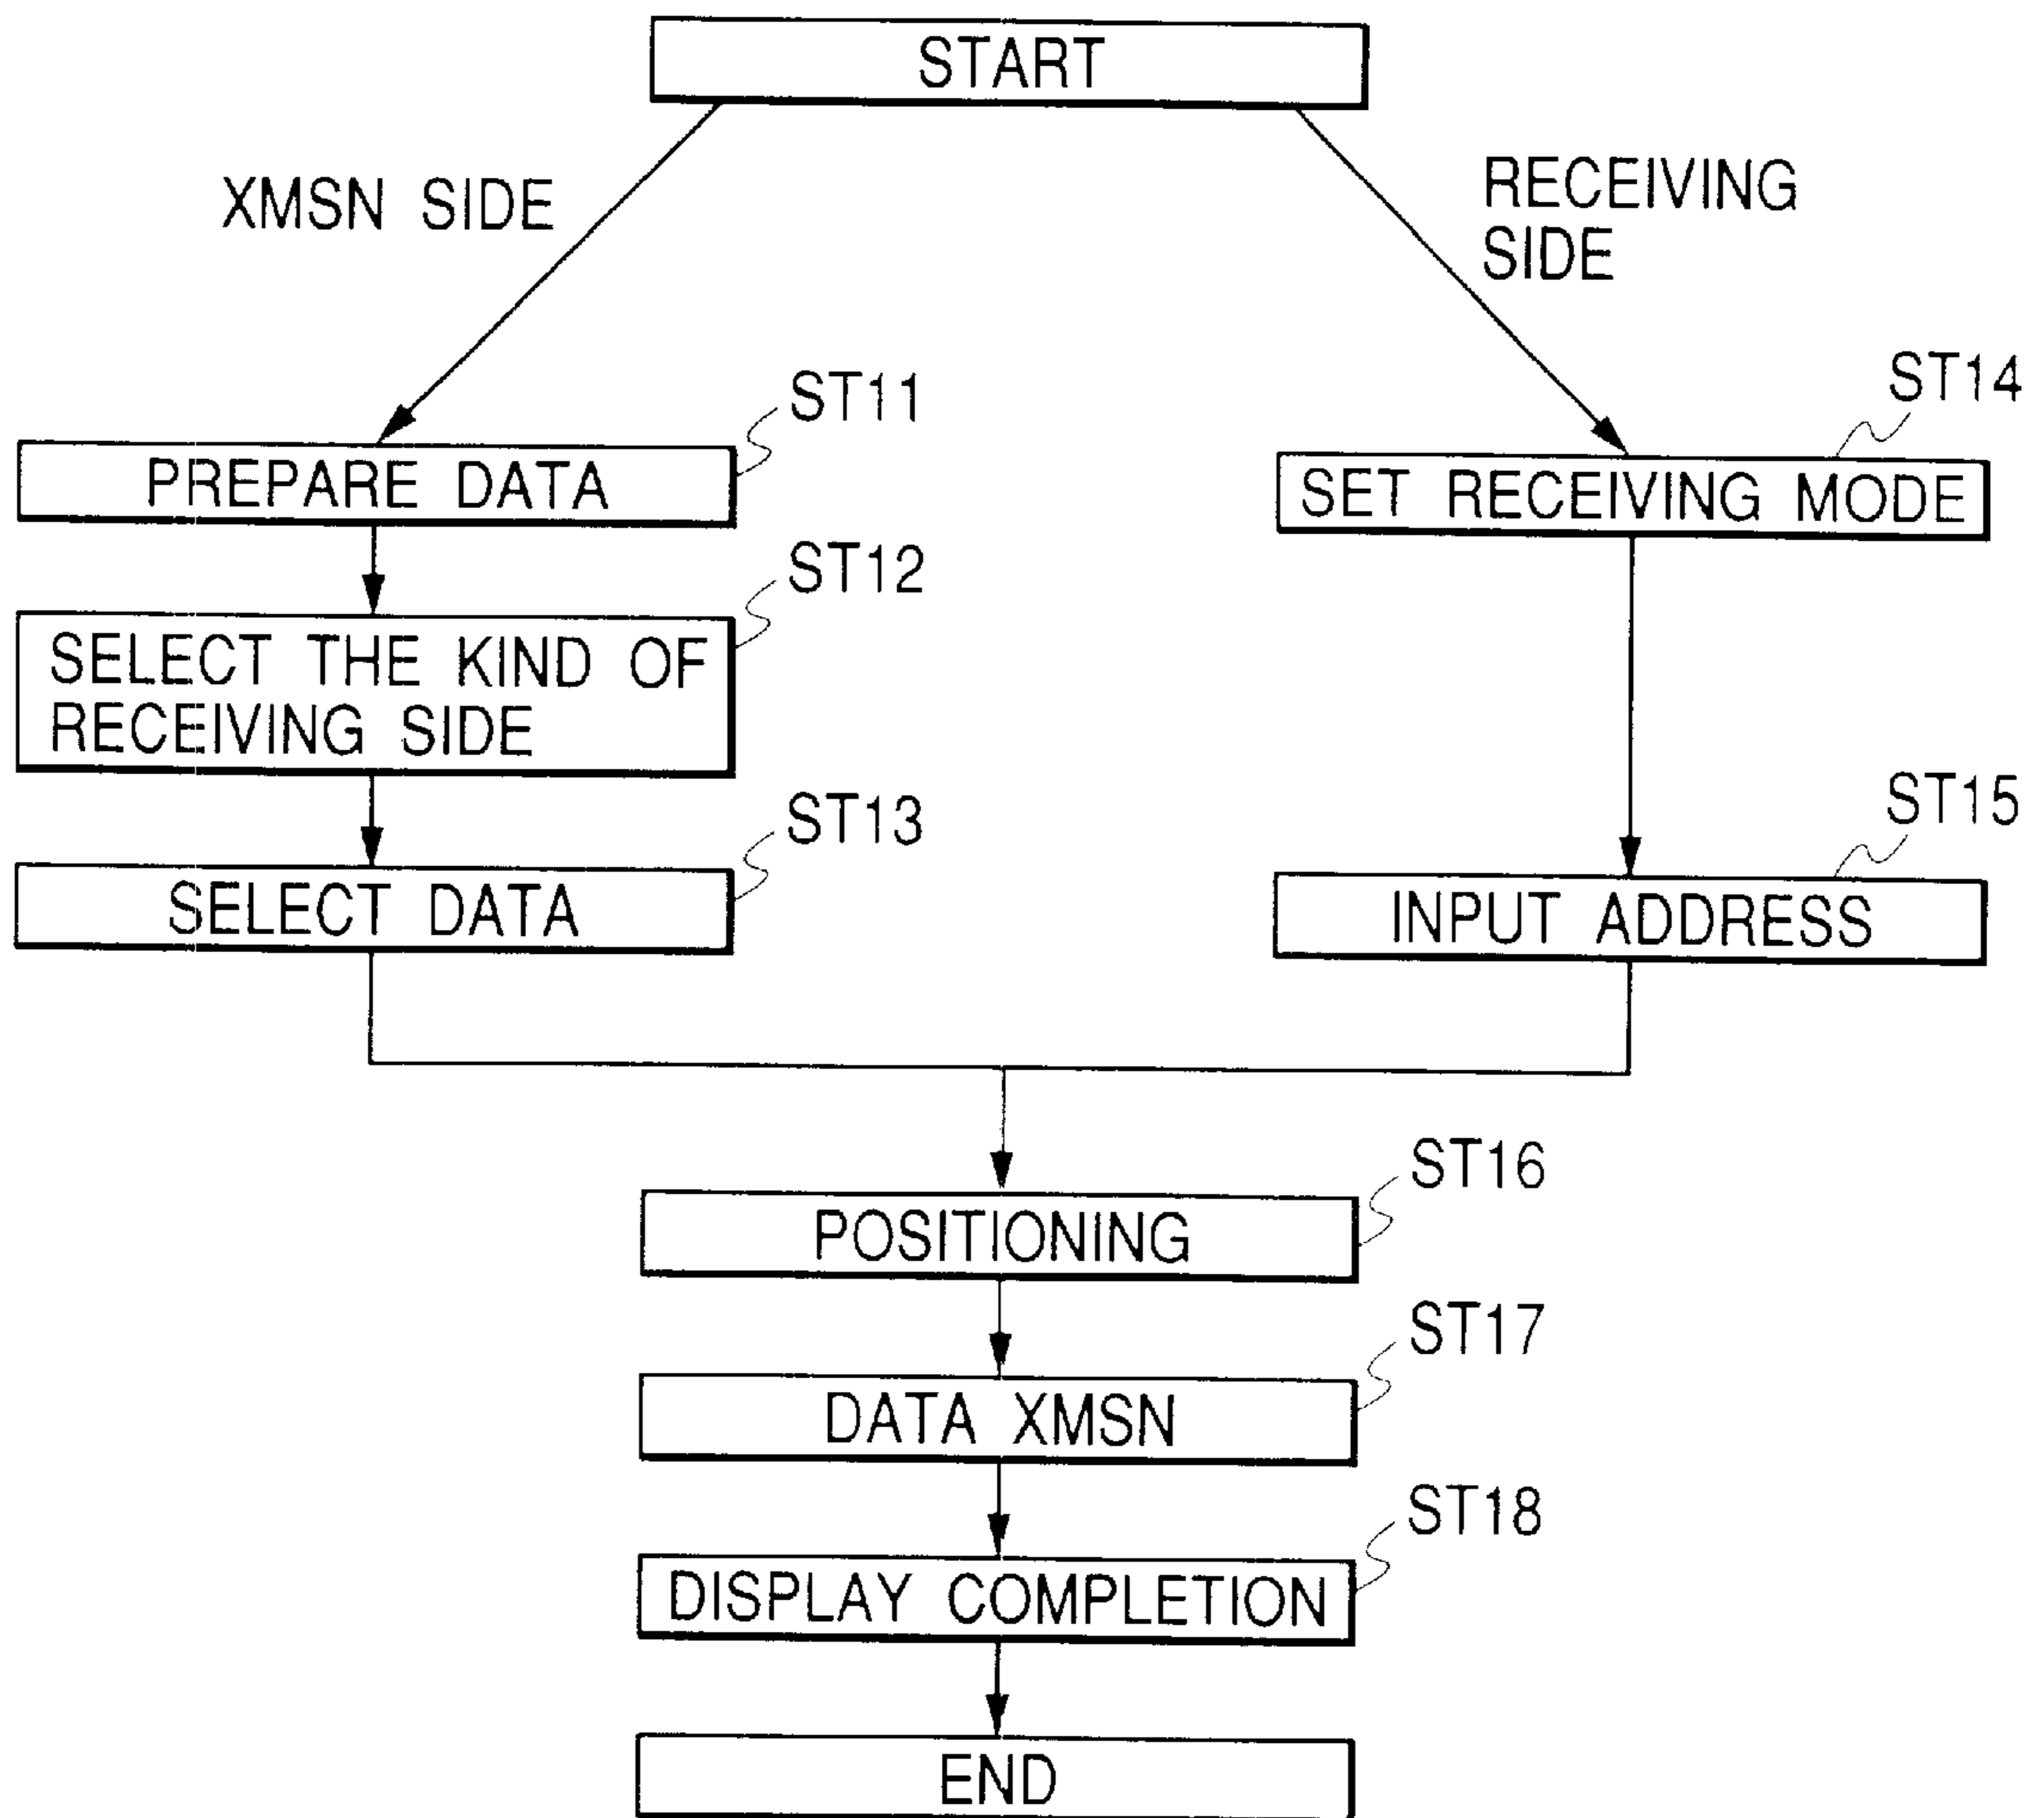 START
XMSN SIDE
RECEIVING
SIDE
ST11
PREPARE DATA
ST14
SET RECEIVING MODE
ST12
SELECT THE KIND OF
RECEIVING SIDE
ST13
SELECT DATA
ST15
INPUT ADDRESS
ST16
POSITIONING
ST17
DATA XMSN
ST18
DISPLAY COMPLETION
END